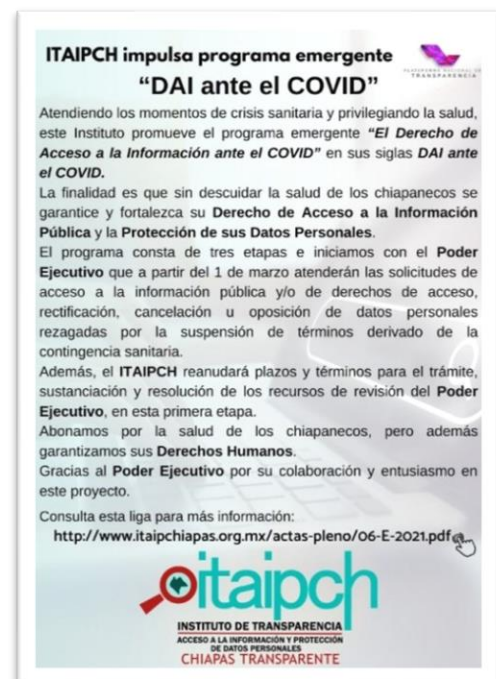 ITAIPCH impulsa programa emergente
PLATAFORMA NACIONAL DE
TRANSPARENCIA
“DAI ante el COVID”
Atendiendo los momentos de crisis sanitaria y privilegiando la salud,
este Instituto promueve el programa emergente “El Derecho de
Acceso a la Información ante el COVID” en sus siglas DAI ante
el COVID.
La finalidad es que sin descuidar la salud de los chiapanecos se
garantice y fortalezca su Derecho de Acceso a la Información
Pública y la Protección de sus Datos Personales.
El programa consta de tres etapas e iniciamos con el Poder
Ejecutivo que a partir del 1 de marzo atenderán las solicitudes de
acceso a la información pública y/o de derechos de acceso,
rectificación, cancelación u oposición de datos personales
rezagadas por la suspensión de términos derivado de la
contingencia sanitaria.
Además, el ITAIPCH reanudará plazos y términos para el trámite,
sustanciación y resolución de los recursos de revisión del Poder
Ejecutivo, en esta primera etapa.
Abonamos por la salud de los chiapanecos, pero además
garantizamos sus Derechos Humanos.
Gracias al Poder Ejecutivo por su colaboración y entusiasmo en
este proyecto.
Consulta esta liga para más información:
http://www.itaipchiapas.org.mx/actas-pleno/06-E-2021.pdf
itaipch
INSTITUTO DE TRANSPARENCIA
ACCESO A LA INFORMACIÓN Y PROTECCIÓN
DE DATOS PERSONALES
CHIAPAS TRANSPARENTE